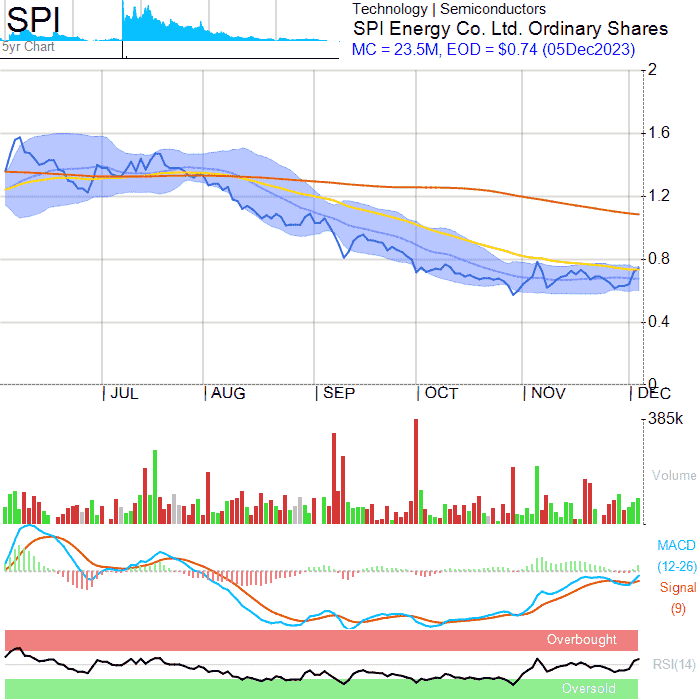 SPI
5yr Chart
Technology | Semiconductors
SPI Energy Co. Ltd. Ordinary Shares
MC = 23.5M, EOD = $0.74 (05Dec2023)
2
1.6
1.2
0.8
0.4
0
JUL AUG SEP OCT NOV DEC
385k
Volume
MACD
(12-26)
Signal
(9)
Overbought
RSI(14)
Oversold